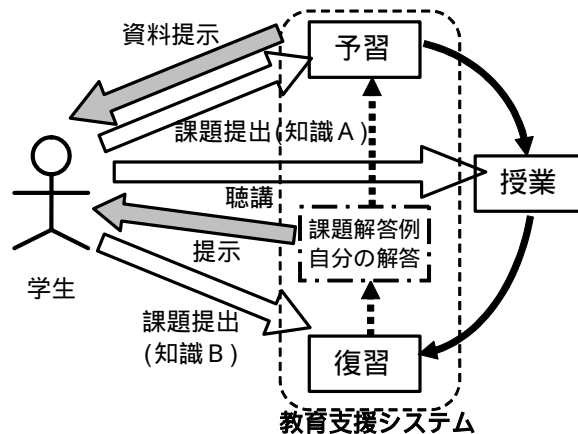 資料提示
予習
課題提出(知識A)
授業
聴講
課題解答例
自分の解答
提示
学生
課題提出
(知識B)
復習
教育支援システム